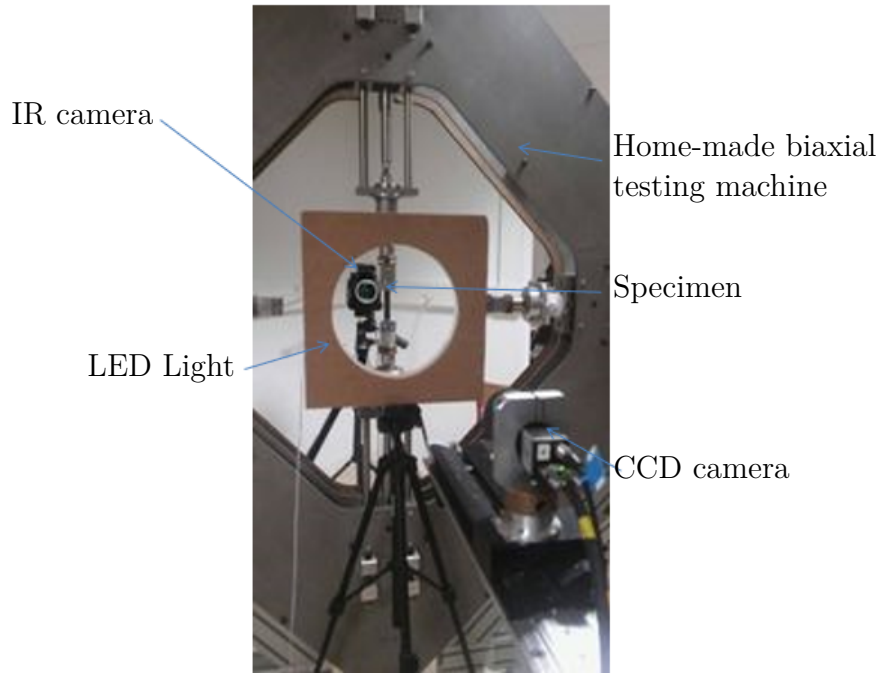 IR camera
Home-made biaxial
testing machine
Specimen
LED Light
CCD camera